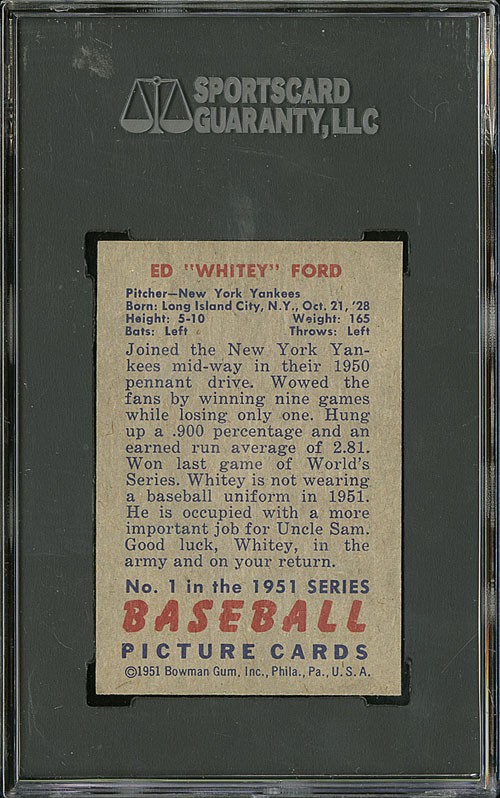 SPORTSCARD
GUARANTY, LLC
ED "WHITEY" FORD
Pitcher—New York Yankees
Born: Long Island City, N.Y., Oct. 21, '28
Height: 5-10 Weight: 165
Bats: Left Throws: Left
Joined the New York Yan-
kees mid-way in their 1950
pennant drive. Wowed the
fans by winning nine games
while losing only one. Hung
up a .900 percentage and an
earned run average of 2.81.
Won last game of World's
Series. Whitey is not wearing
a baseball uniform in 1951.
He is occupied with a more
important job for Uncle Sam.
Good luck, Whitey, in the
army and on your return.
No. 1 in the 1951 SERIES
BASEBALL
PICTURE CARDS
©1951 Bowman Gum, Inc., Phila., Pa., U.S.A.